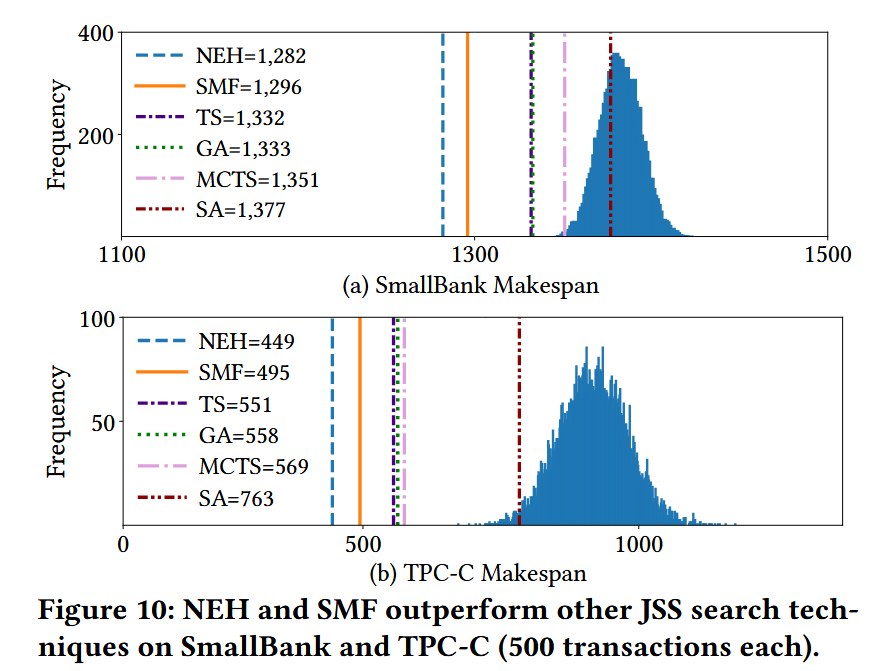 400
200
Frequency
NEH=1,282
SMF=1,296
TS=1,332
GA=1,333
MCTS=1,351
SA=1,377
1100
1300
1500
(a) SmallBank Makespan
100
50
Frequency
NEH=449
SMF=495
TS=551
GA=558
MCTS=569
SA=763
0
500
1000
(b) TPC-C Makespan
Figure 10: NEH and SMF outperform other JSS search tech-
niques on SmallBank and TPC-C (500 transactions each).